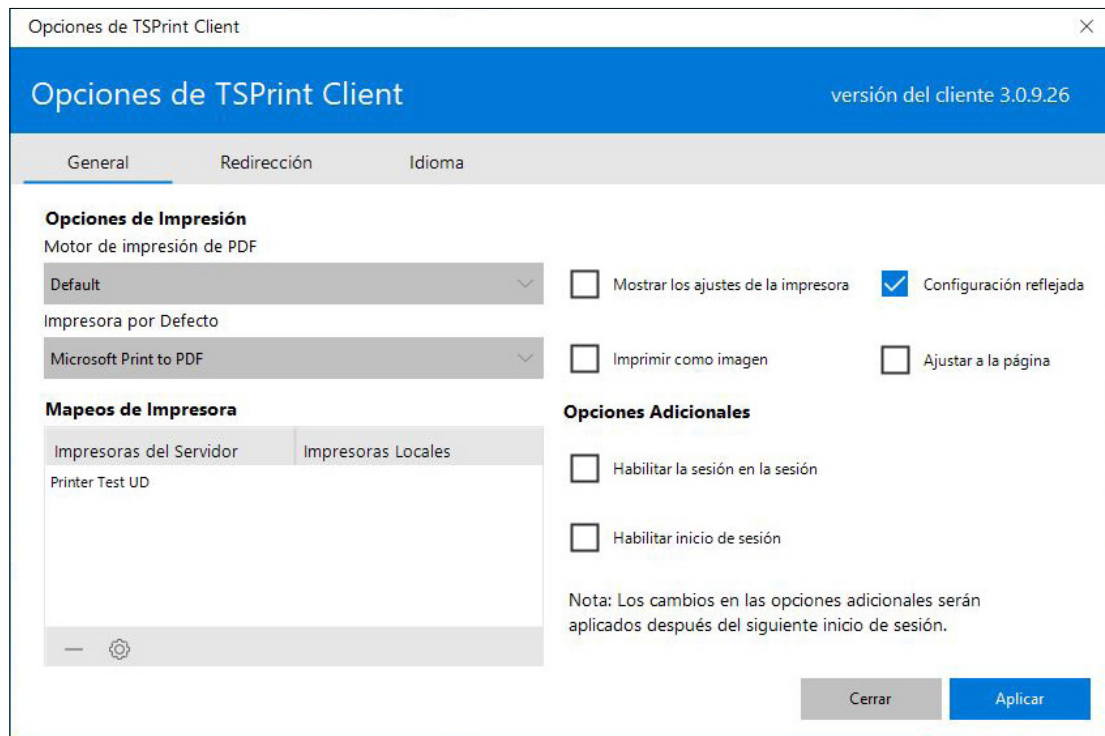 Opciones de TSPrint Client
Opciones de TSPrint Client
versión del cliente 3.0.9.26
General
Redirección
Idioma
Opciones de Impresión
Motor de impresión de PDF
Default
Impresora por Defecto
Microsoft Print to PDF
Mostrar los ajustes de la impresora
Configuración reflejada
Imprimir como imagen
Ajustar a la página
Mapeos de Impresora
Impresoras del Servidor
Impresoras Locales
Printer Test UD
Opciones Adicionales
Habilitar la sesión en la sesión
Habilitar inicio de sesión
Nota: Los cambios en las opciones adicionales serán
aplicados después del siguiente inicio de sesión.
Cerrar
Aplicar